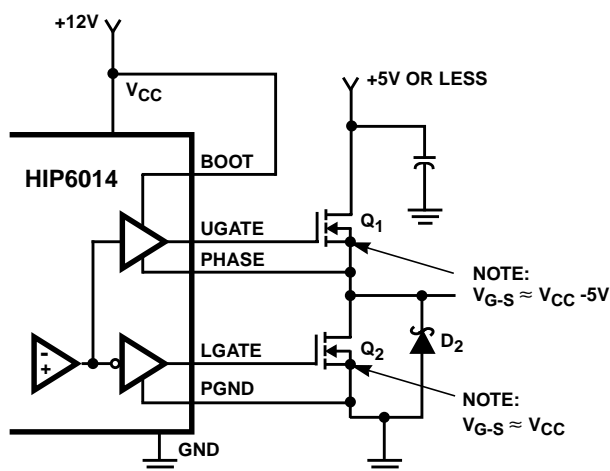 +12V
VCC
+5V OR LESS
BOOT
HIP6014
UGATE
Q1
PHASE
NOTE:
VG-S ≈ VCC -5V
-
+
LGATE
Q2
D2
PGND
NOTE:
VG-S ≈ VCC
GND